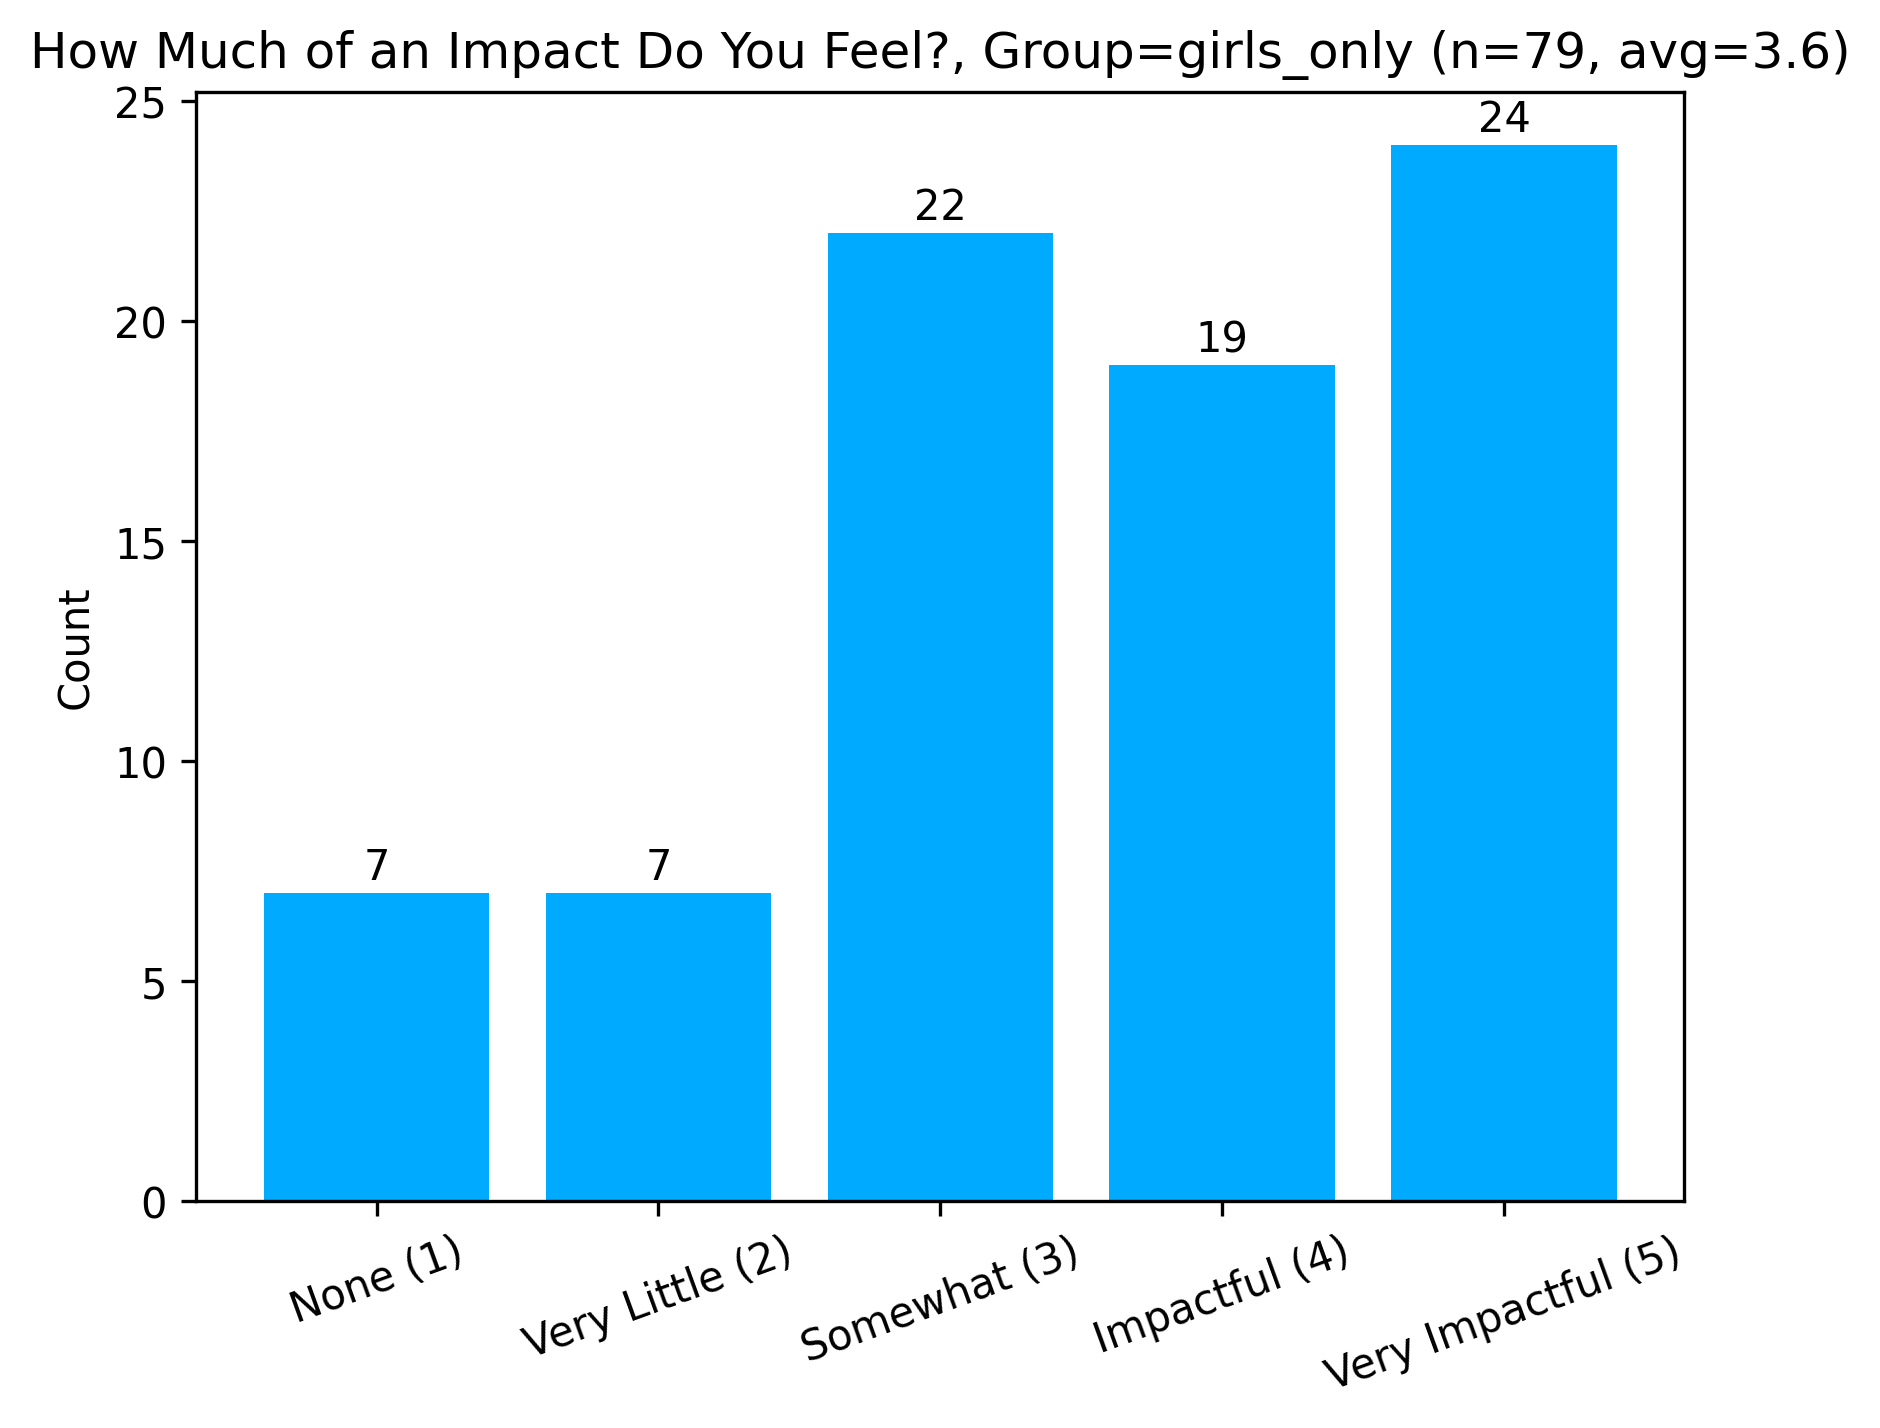 How Much of an Impact Do You Feel?, Group=girls_only (n=79, avg=3.6)
25
20
15
10
5
0
Count
7
7
22
19
24
None (1)
Very Little (2)
Somewhat (3)
Impactful (4)
Very Impactful (5)